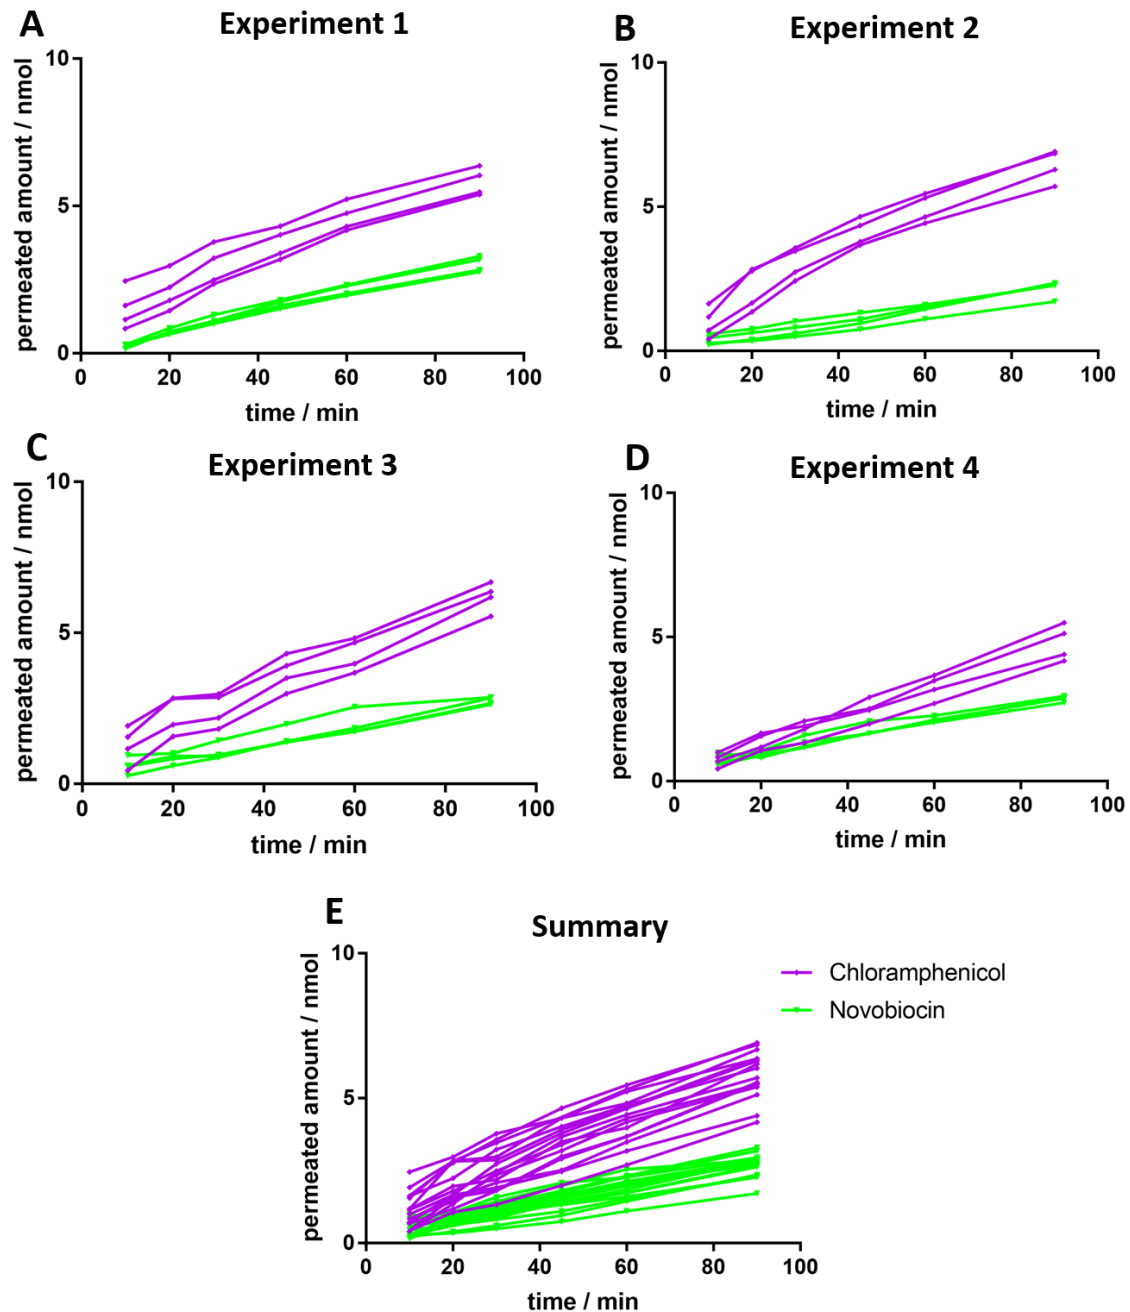 A
Experiment 1
permeated amount / nmol
10
5
0
0 20 40 60 80 100
time / min
B
Experiment 2
permeated amount / nmol
10
5
0
0 20 40 60 80 100
time / min
C
Experiment 3
permeated amount / nmol
10
5
0
0 20 40 60 80 100
time / min
D
Experiment 4
permeated amount / nmol
10
5
0
0 20 40 60 80 100
time / min
E
Summary
permeated amount / nmol
10
5
0
0 20 40 60 80 100
time / min
Chloramphenicol
Novobiocin